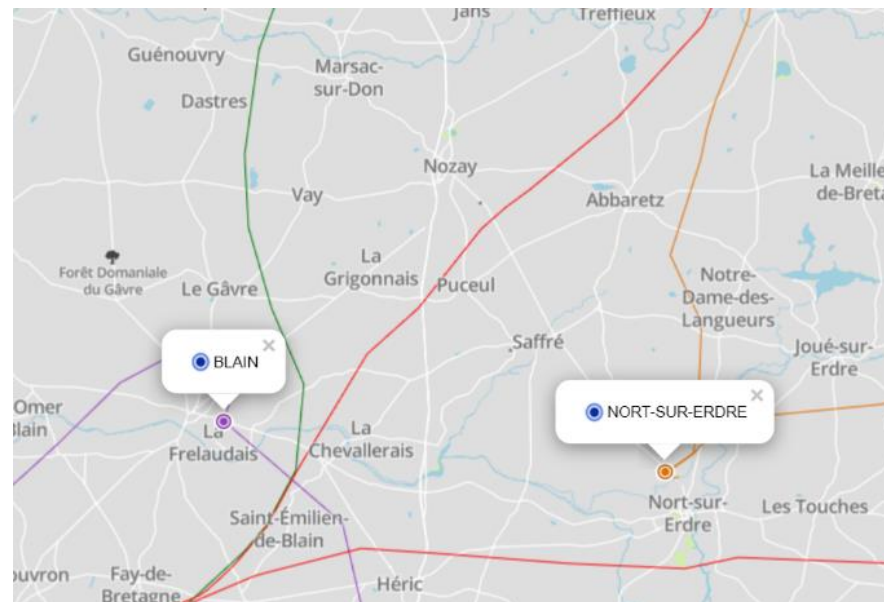 Jans
Treffieux
Guénouvry
Marsac-
sur-Don
Dastres
Nozay
La Meille
de-Breta
Vay
Abbaretz
La
Grigonnais
Forêt Domaniale
du Gâvre
Le Gâvre
Puceul
Notre-
Dame-des-
Langueurs
Saffré
Joué-sur-
Erdre
BLAIN
NORT-SUR-ERDRE
Omer
Blain
La
Frelaudais
La
Chevallerais
Nort-sur-
Erdre
Les Touches
Saint-Émilien-
de-Blain
ouvron
Fay-de-
Bretagne
Héric